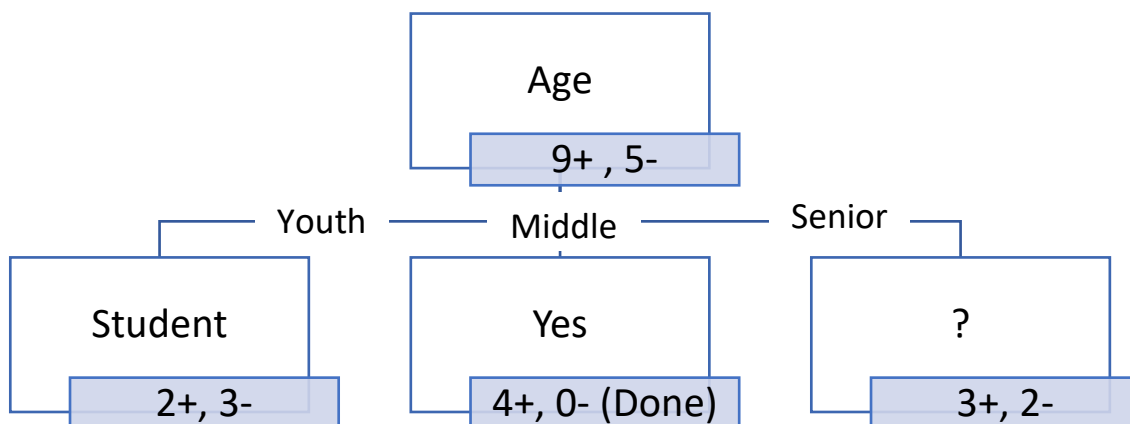 Age
9+ , 5-
Youth
Middle
Senior
Student
Yes
?
2+, 3-
4+, 0- (Done)
3+, 2-